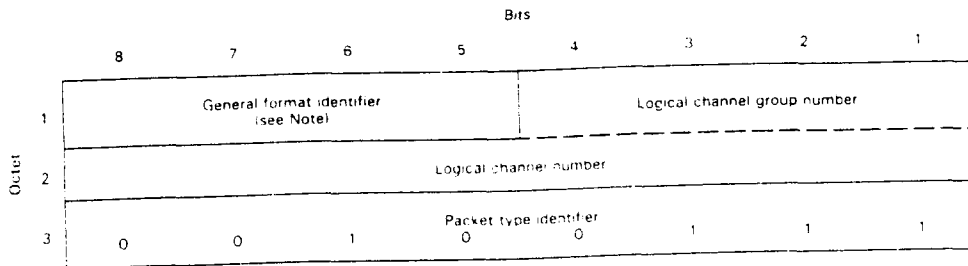 Bits
8 7 6 5 4 3 2 1
General format identifier
(see Note)
Logical channel group number
1
Logical channel number
2
Octet
Packet type identifier
3
0 0 1 0 0 1 1 1